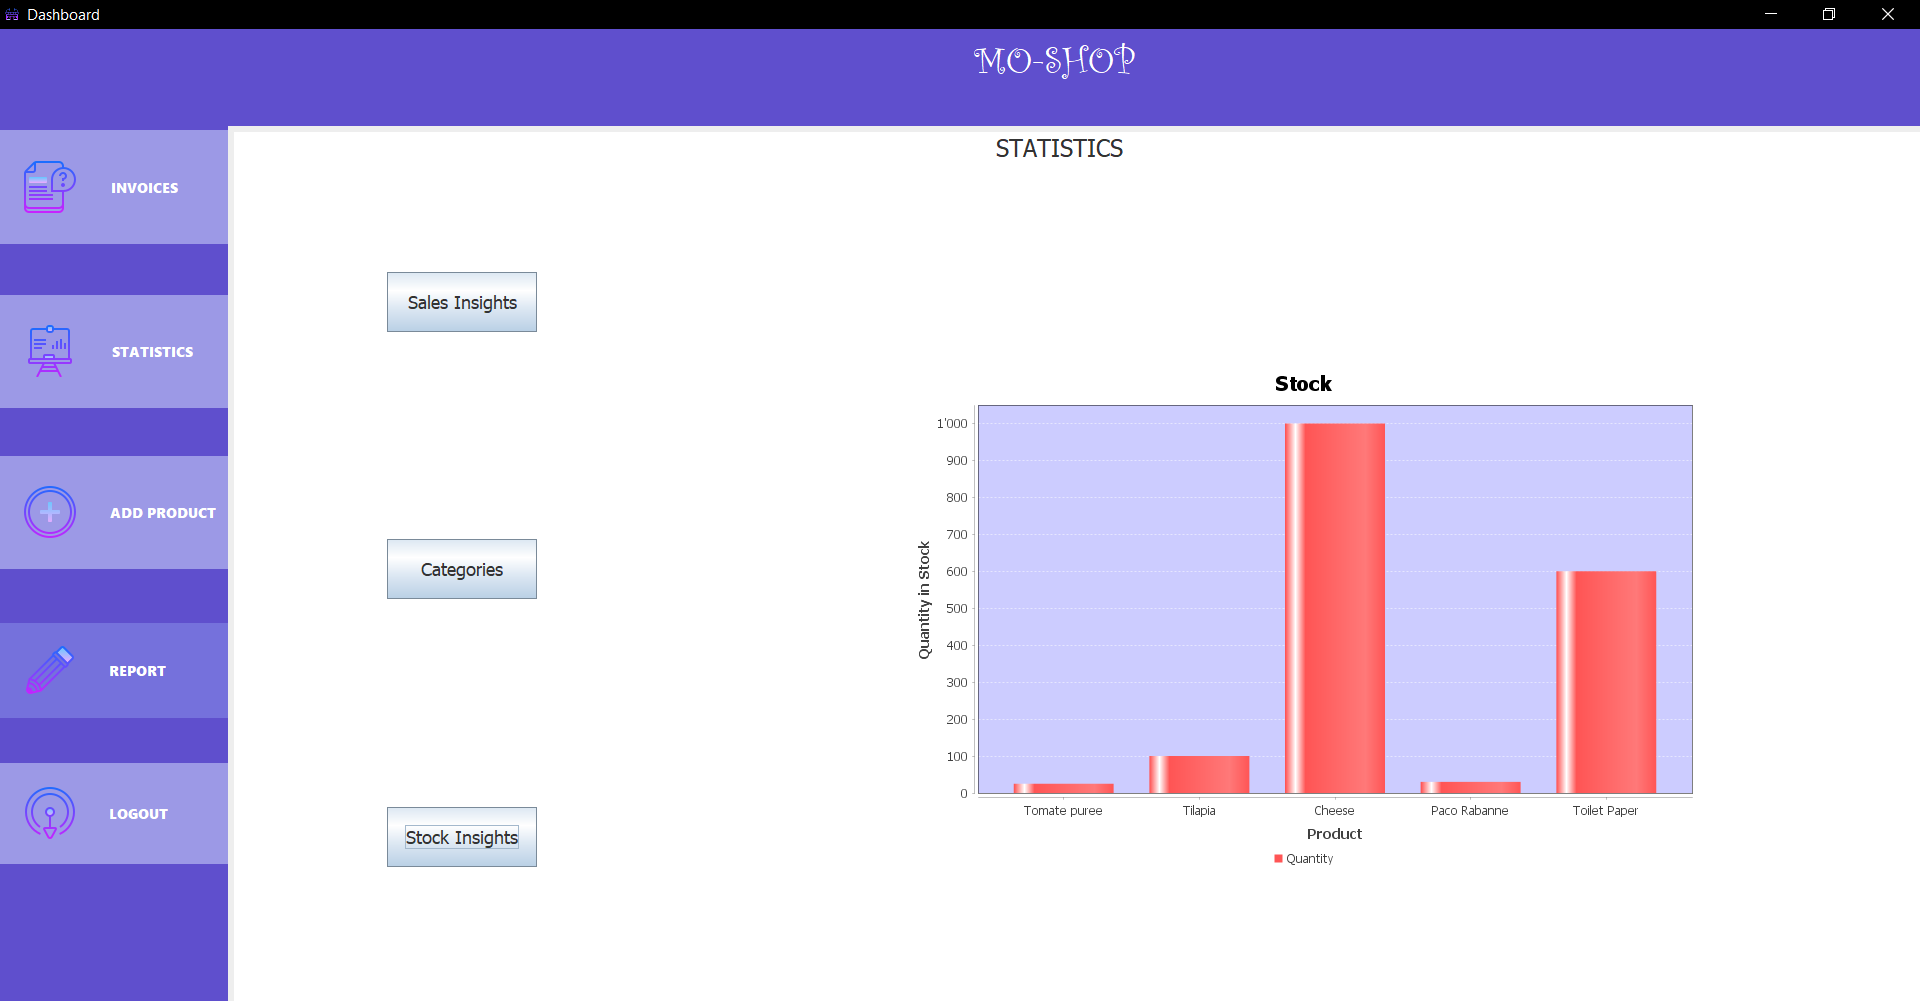 Dashboard
MO-SHOP
INVOICES
STATISTICS
ADD PRODUCT
REPORT
LOGOUT
STATISTICS
Sales Insights
Categories
Stock Insights
Stock
Quantity in Stock
1'000
900
800
700
600
500
400
300
200
100
0
Tomate puree Tilapia Cheese Paco Rabanne Toilet Paper
Product
Quantity